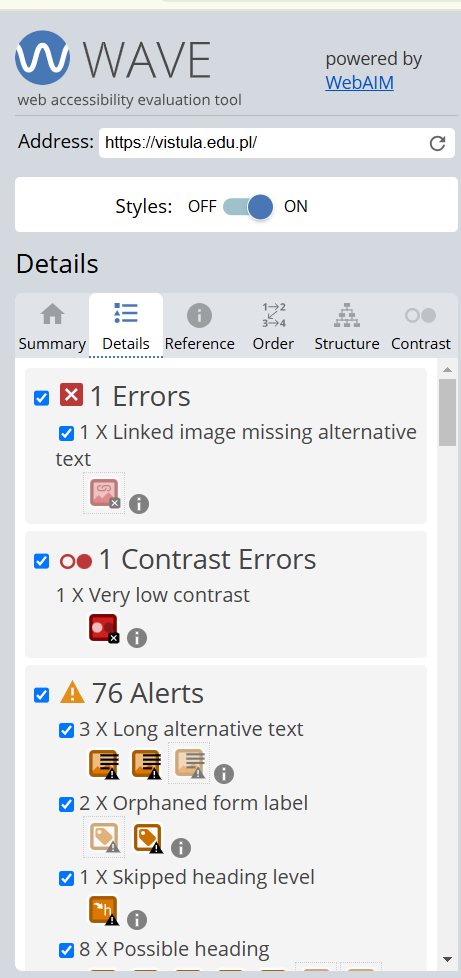 WAVE
powered by
WebAIM
web accessibility evaluation tool
Address: https://vistula.edu.pl/
Styles: OFF ON
Details
Summary Details Reference Order Structure Contrast
1 Errors
1 X Linked image missing alternative
text
1 Contrast Errors
1 X Very low contrast
76 Alerts
3 X Long alternative text
2 X Orphaned form label
1 X Skipped heading level
8 X Possible heading